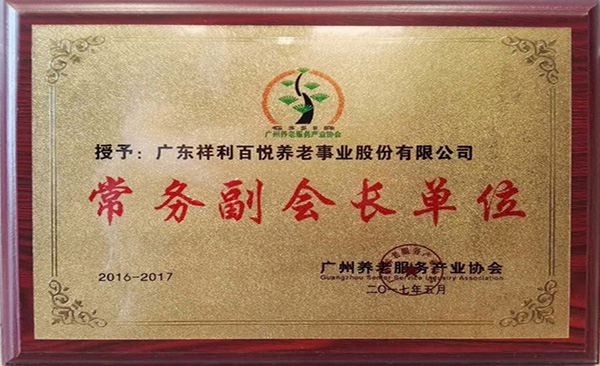 广州养老服务产业协会
授予：广东祥利百悦养老事业股份有限公司
常务副会长单位
2016-2017
广州养老服务产业协会
Guangzhou Senior Service Industry Association
二〇一七年五月